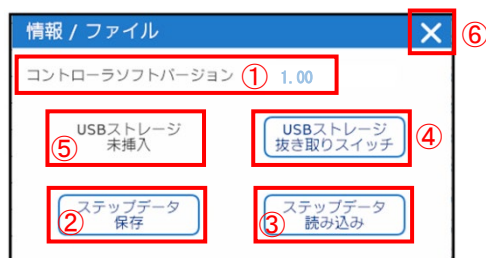 情報 / ファイル
⑥
コントローラソフトバージョン ① 1.00
USBストレージ
未挿入
⑤
USBストレージ
抜き取りスイッチ
④
ステップデータ
保存
②
ステップデータ
読み込み
③